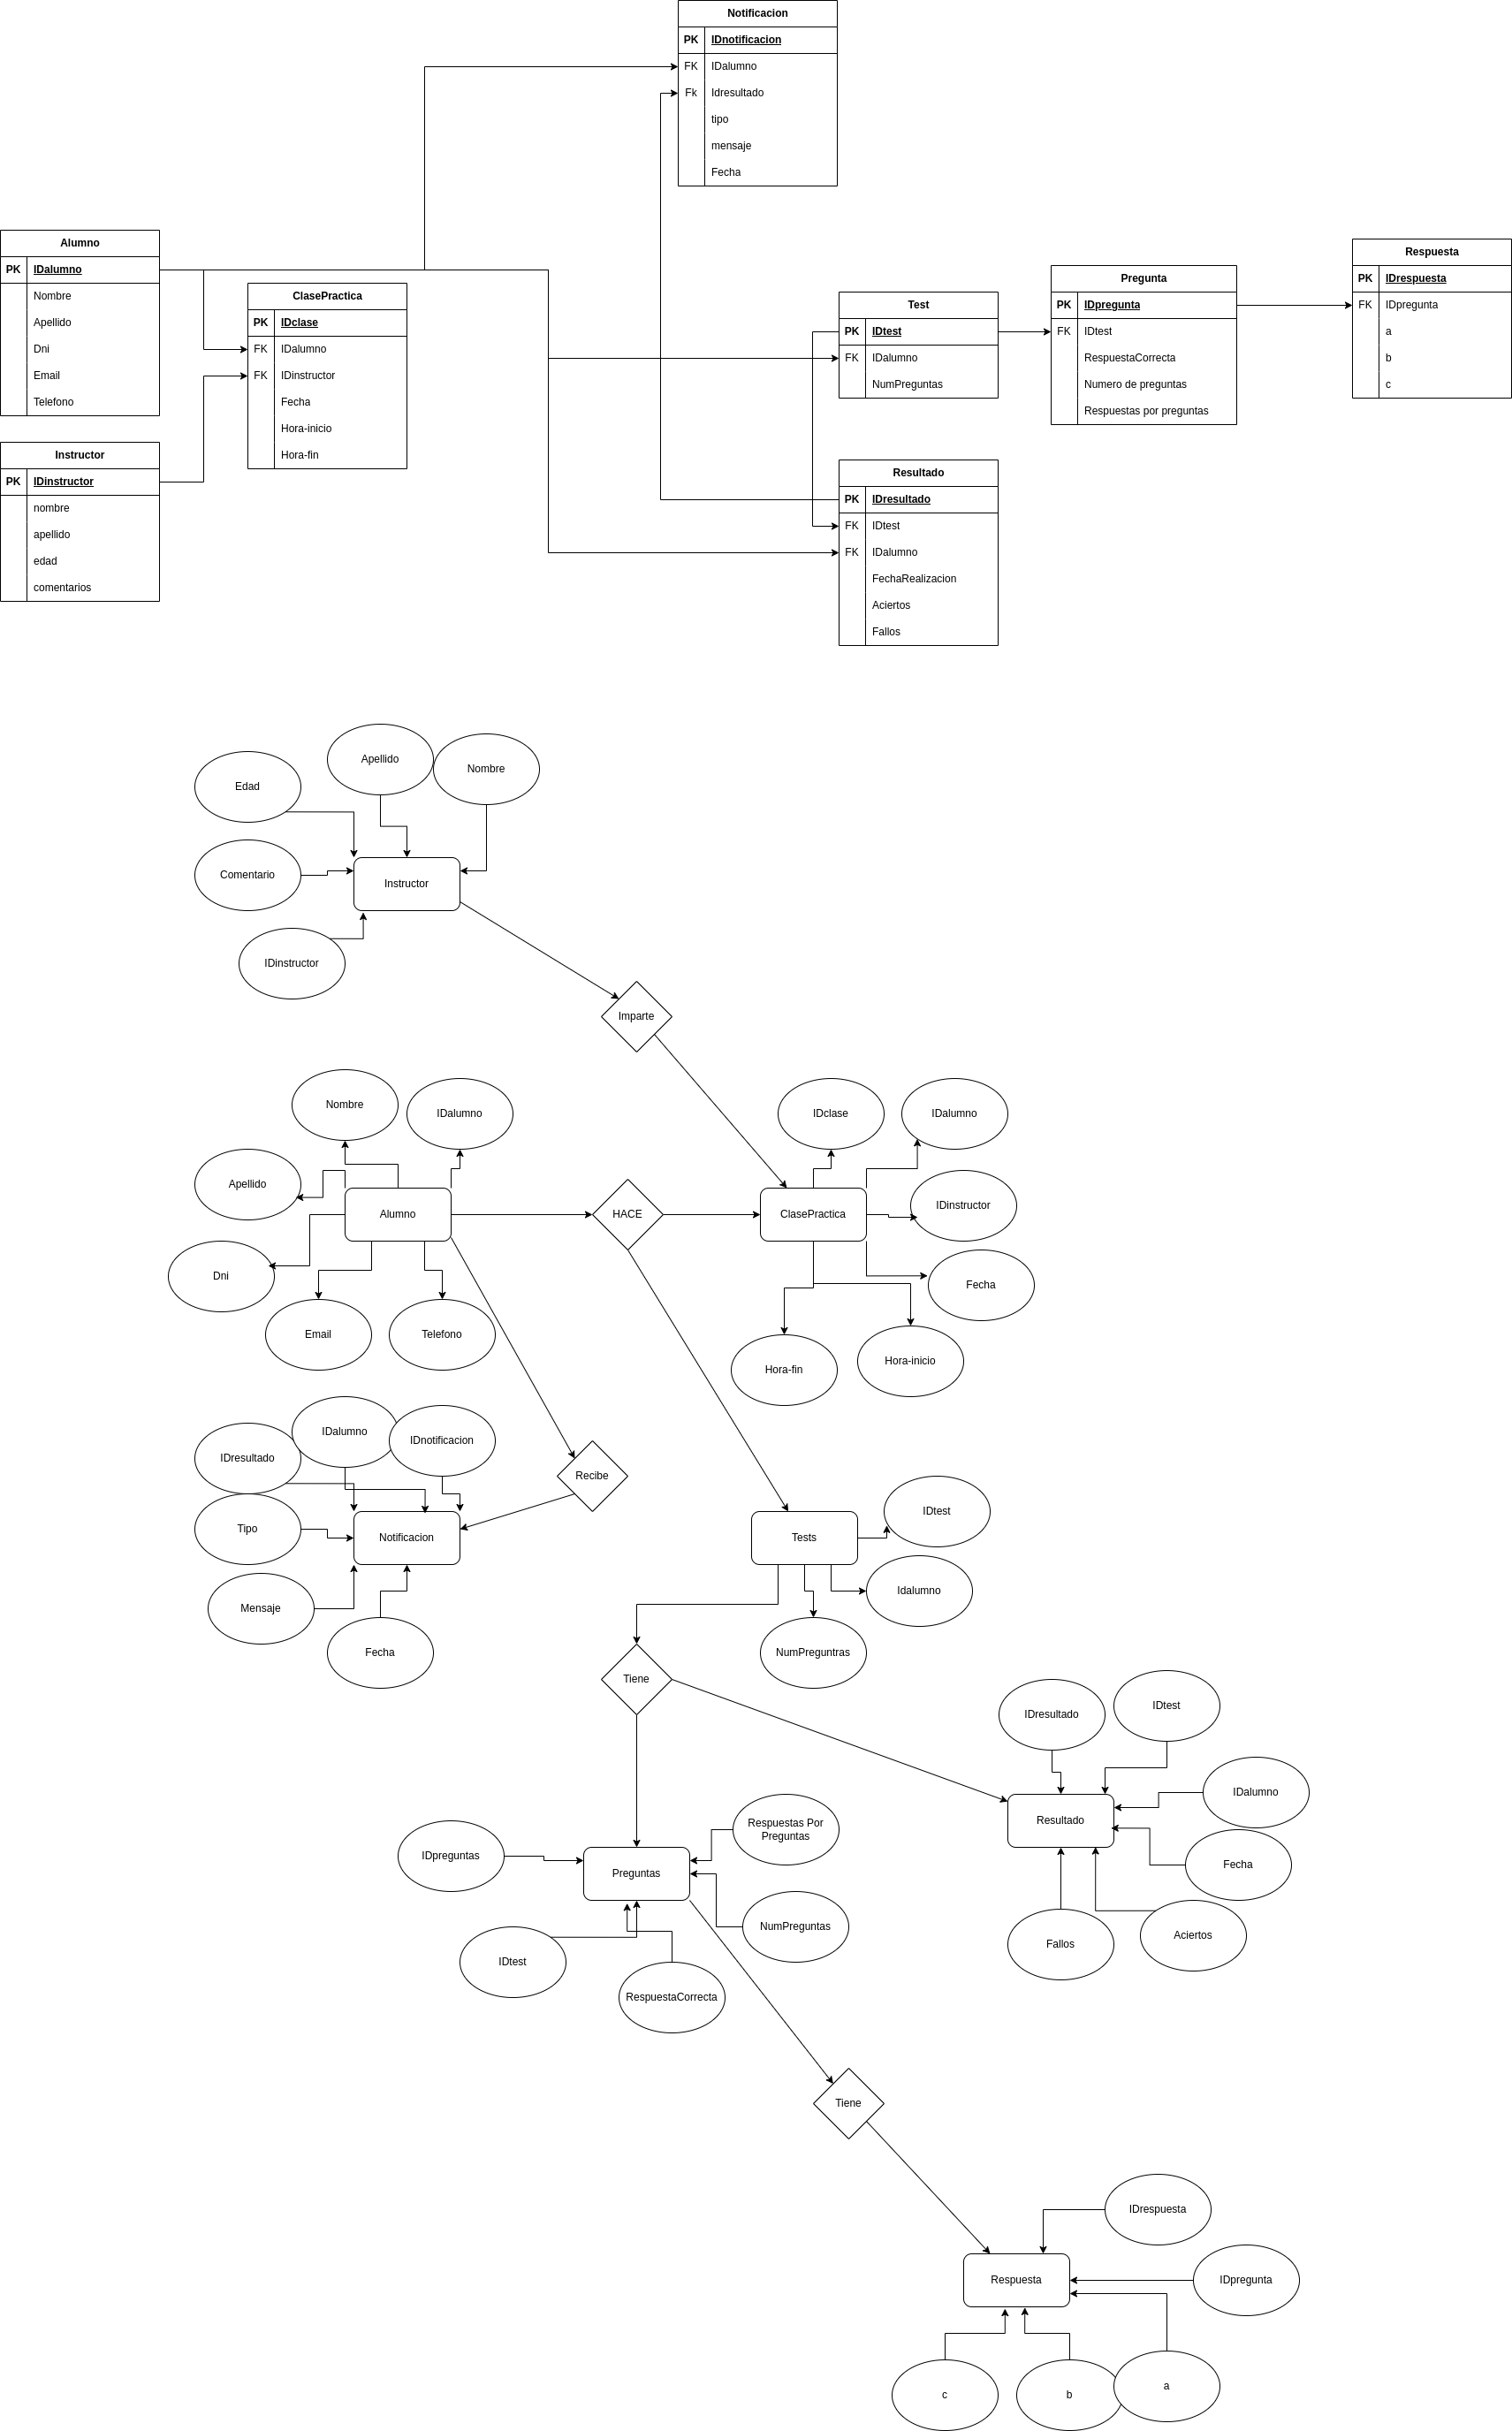 Notificacion
PK IDnotificacion
FK IDalumno
Fk Idresultado
tipo
mensaje
Fecha
Alumno
PK IDalumno
Nombre
Apellido
Dni
Email
Telefono
ClasePractica
PK IDclase
FK IDalumno
FK IDinstructor
Fecha
Hora-inicio
Hora-fin
Instructor
PK IDinstructor
nombre
apellido
edad
comentarios
Test
PK IDtest
FK IDalumno
NumPreguntas
Pregunta
PK IDpregunta
FK IDtest
RespuestaCorrecta
Numero de preguntas
Respuestas por preguntas
Respuesta
PK IDrespuesta
FK IDpregunta
a
b
c
Resultado
PK IDresultado
FK IDtest
FK IDalumno
FechaRealizacion
Aciertos
Fallos
Apellido
Nombre
Edad
Comentario
Instructor
IDinstructor
Imparte
Nombre
IDalumno
IDclase
IDalumno
Apellido
IDinstructor
Alumno
HACE
ClasePractica
Dni
Fecha
Email
Telefono
Hora-fin
Hora-inicio
IDalumno
IDnotificacion
IDresultado
Recibe
Tipo
Notificacion
Tests
IDtest
Mensaje
Idalumno
Fecha
NumPreguntras
Tiene
IDresultado
IDtest
IDalumno
Resultado
Fecha
Respuestas Por
Preguntas
IDpreguntas
Preguntas
NumPreguntas
Fallos
Aciertos
IDtest
RespuestaCorrecta
Tiene
IDrespuesta
Respuesta
IDpregunta
c
b
a